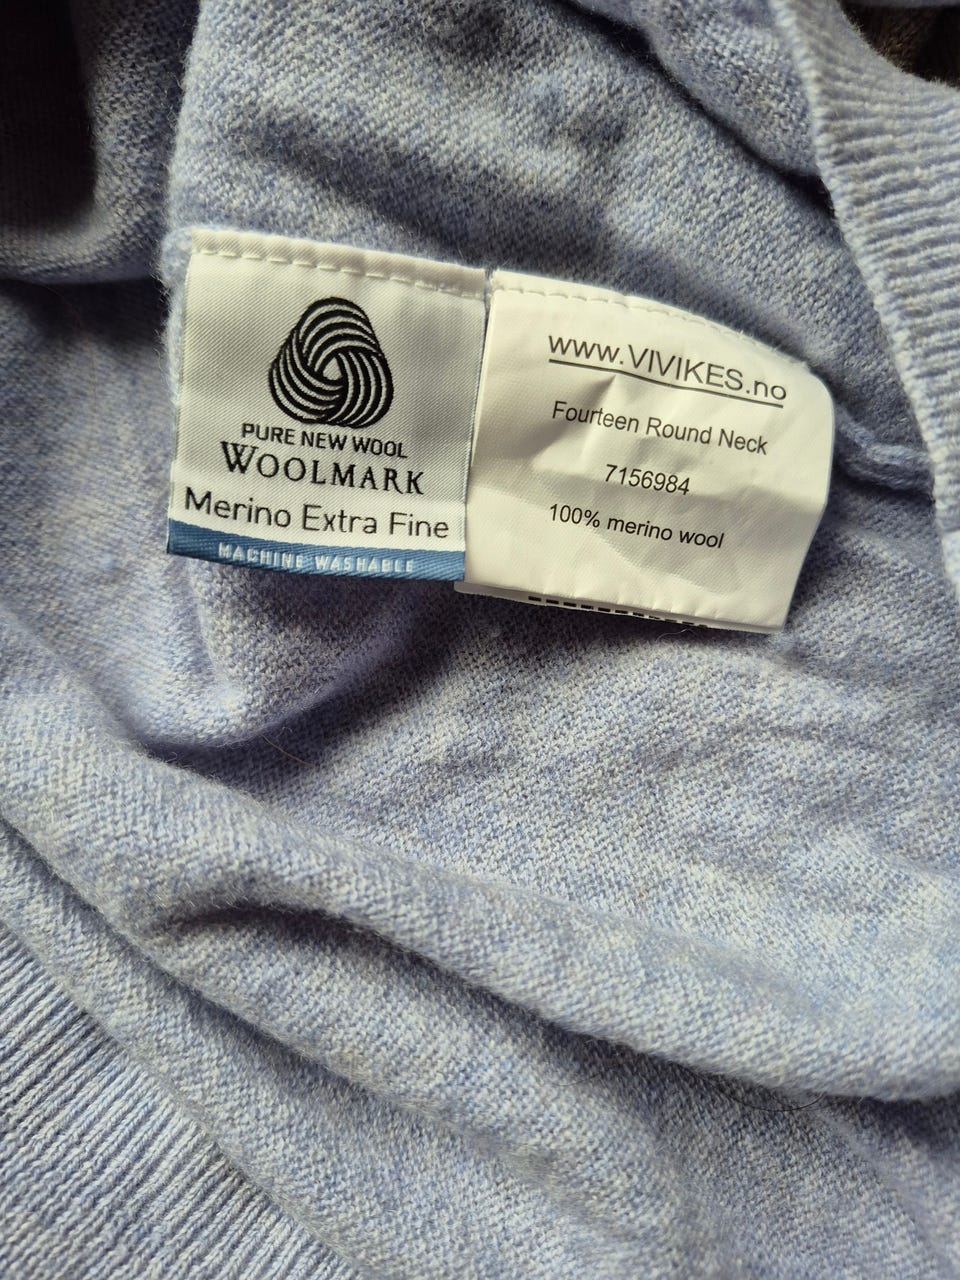 PURE NEW WOOL
WOOLMARK
Merino Extra Fine
MACHINE WASHABLE
www.VIVIKES.no
Fourteen Round Neck
7156984
100% merino wool